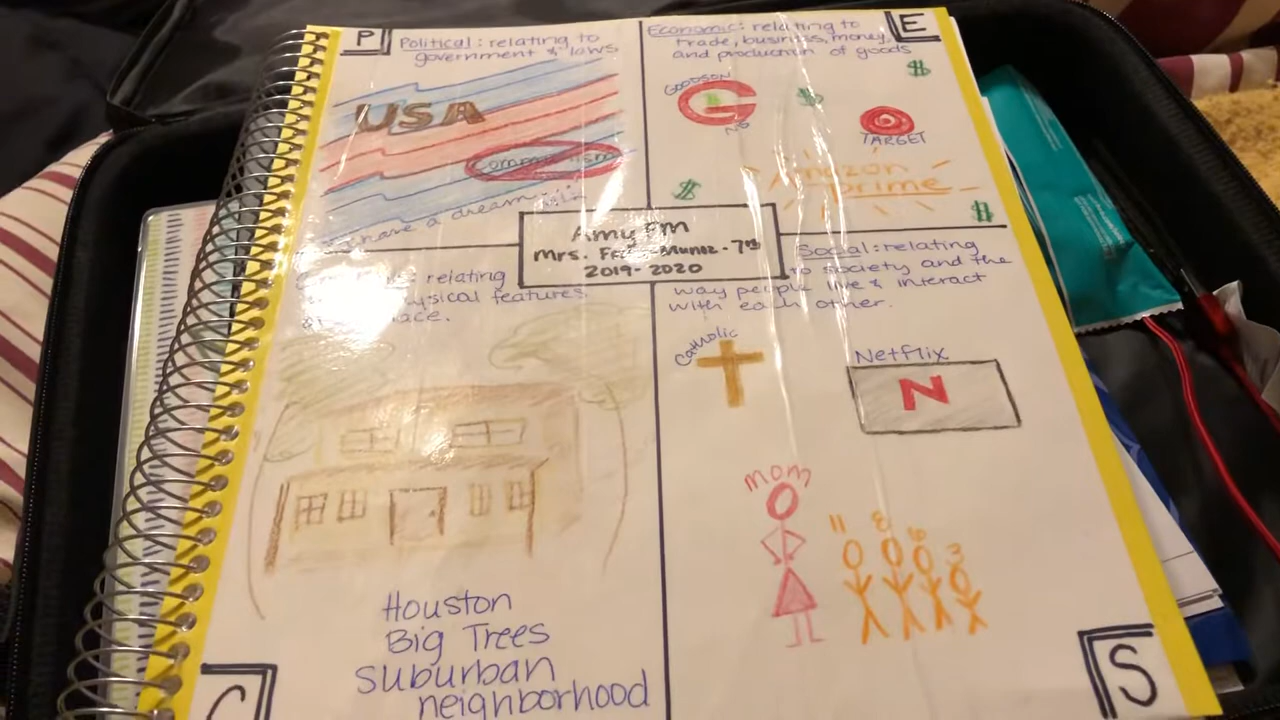 P
Political: relating to
government & laws
USA
Communism
have a dream
Economic: relating to
trade, business, money,
and production of goods
E
$
GOODSON
G
$
TARGET
amazon
prime
$
$
Amy FM
Mrs. Munoz - 7th
2019-2020
relating
physical features
place.
Houston
Big Trees
Suburban
neighborhood
C
Social: relating
to society and the
way people live & interact
with each other.
Catholic
Netflix
N
mom
11 8 6 3
S